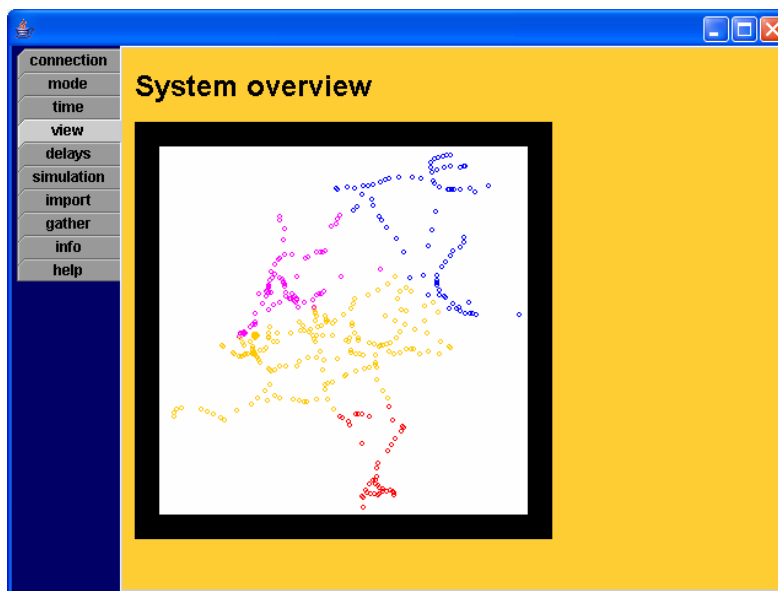 connection
mode
time
view
delays
simulation
import
gather
info
help
System overview